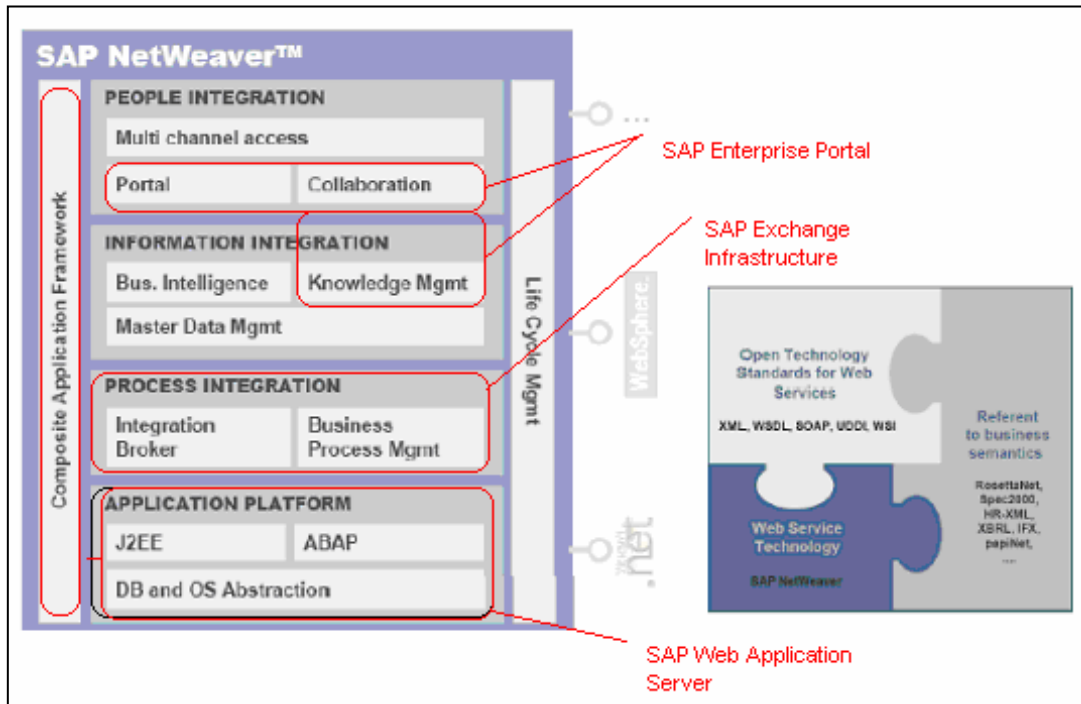 SAP NetWeaver™
Composite Application Framework
PEOPLE INTEGRATION
Multi channel access
Portal
Collaboration
INFORMATION INTEGRATION
Bus. Intelligence
Knowledge Mgmt
Master Data Mgmt
PROCESS INTEGRATION
Integration
Broker
Business
Process Mgmt
APPLICATION PLATFORM
J2EE
ABAP
DB and OS Abstraction
Life Cycle Mgmt
...
WebSphere.
.net
SAP Enterprise Portal
SAP Exchange
Infrastructure
SAP Web Application
Server
Open Technology
Standards for Web
Services
XML, WSDL, SOAP, UDDI, WSI
Referent
to business
semantics
RosettaNet,
Spec2000,
HR-XML,
XBRL, IFX,
papiNet,
....
Web Service
Technology
SAP NetWeaver